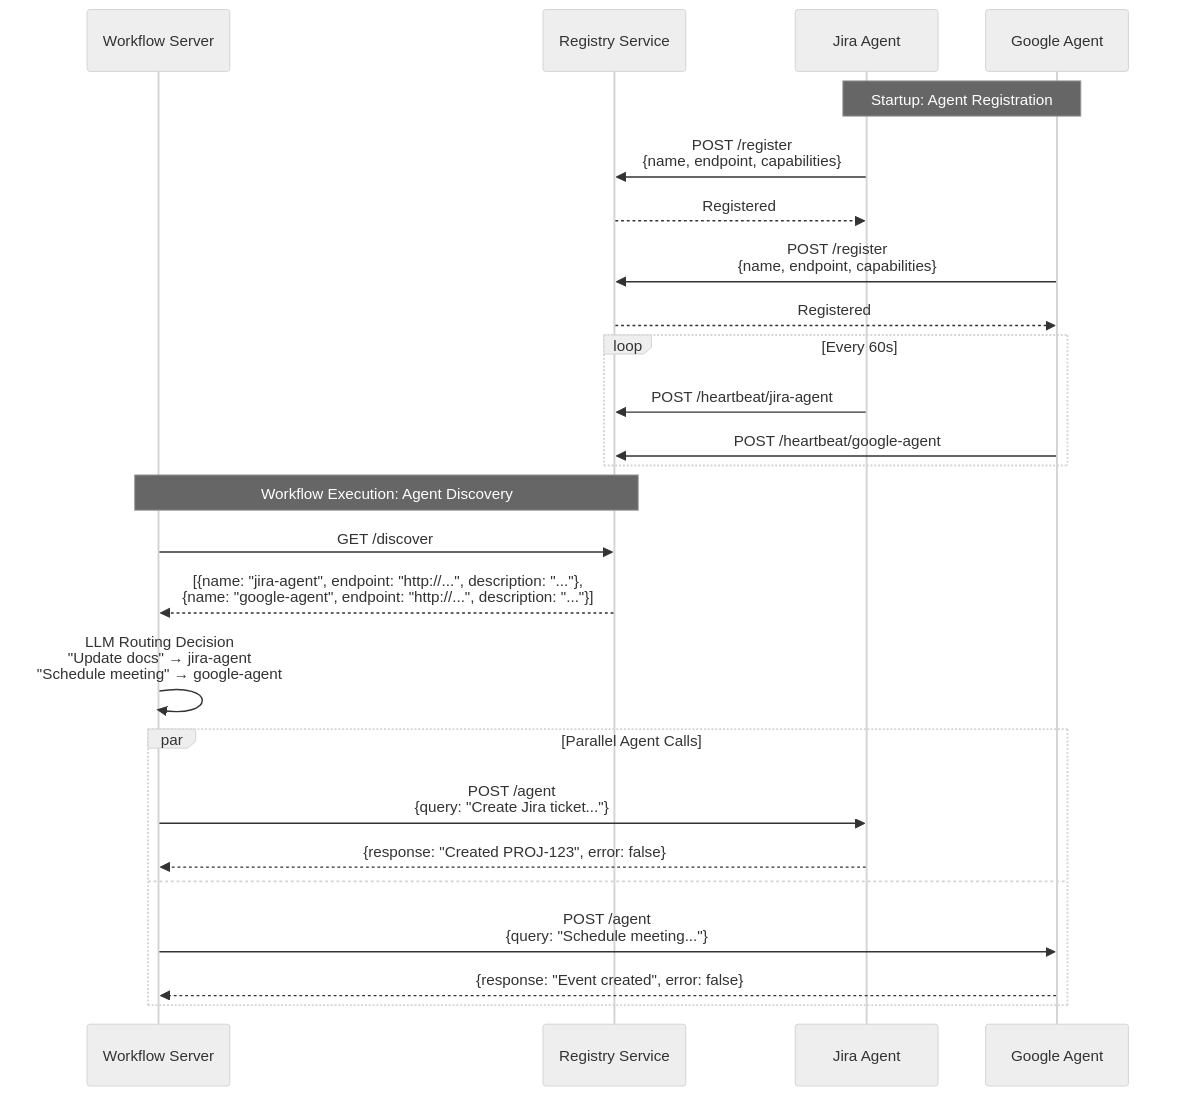 Workflow Server
Registry Service
Jira Agent
Google Agent
Startup: Agent Registration
POST /register
{name, endpoint, capabilities}
Registered
POST /register
{name, endpoint, capabilities}
Registered
loop
[Every 60s]
POST /heartbeat/jira-agent
POST /heartbeat/google-agent
Workflow Execution: Agent Discovery
GET /discover
[{name: "jira-agent", endpoint: "http://...", description: "..."},
{name: "google-agent", endpoint: "http://...", description: "..."}]
LLM Routing Decision
"Update docs" → jira-agent
"Schedule meeting" → google-agent
par
[Parallel Agent Calls]
POST /agent
{query: "Create Jira ticket..."}
{response: "Created PROJ-123", error: false}
POST /agent
{query: "Schedule meeting..."}
{response: "Event created", error: false}
Workflow Server
Registry Service
Jira Agent
Google Agent